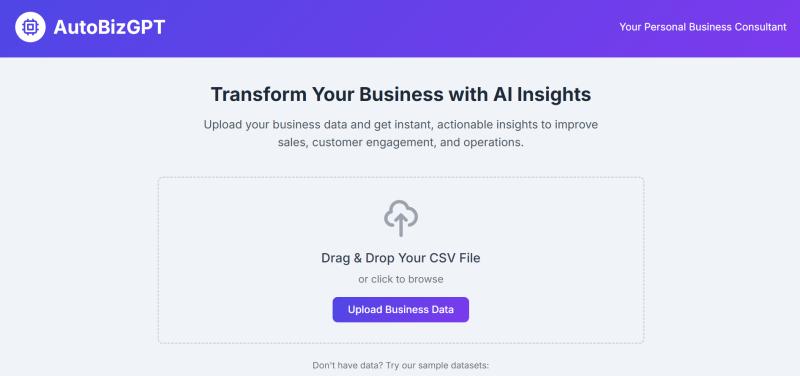 AutoBizGPT
Your Personal Business Consultant
Transform Your Business with AI Insights
Upload your business data and get instant, actionable insights to improve
sales, customer engagement, and operations.
Drag & Drop Your CSV File
or click to browse
Upload Business Data
Don't have data? Try our sample datasets: